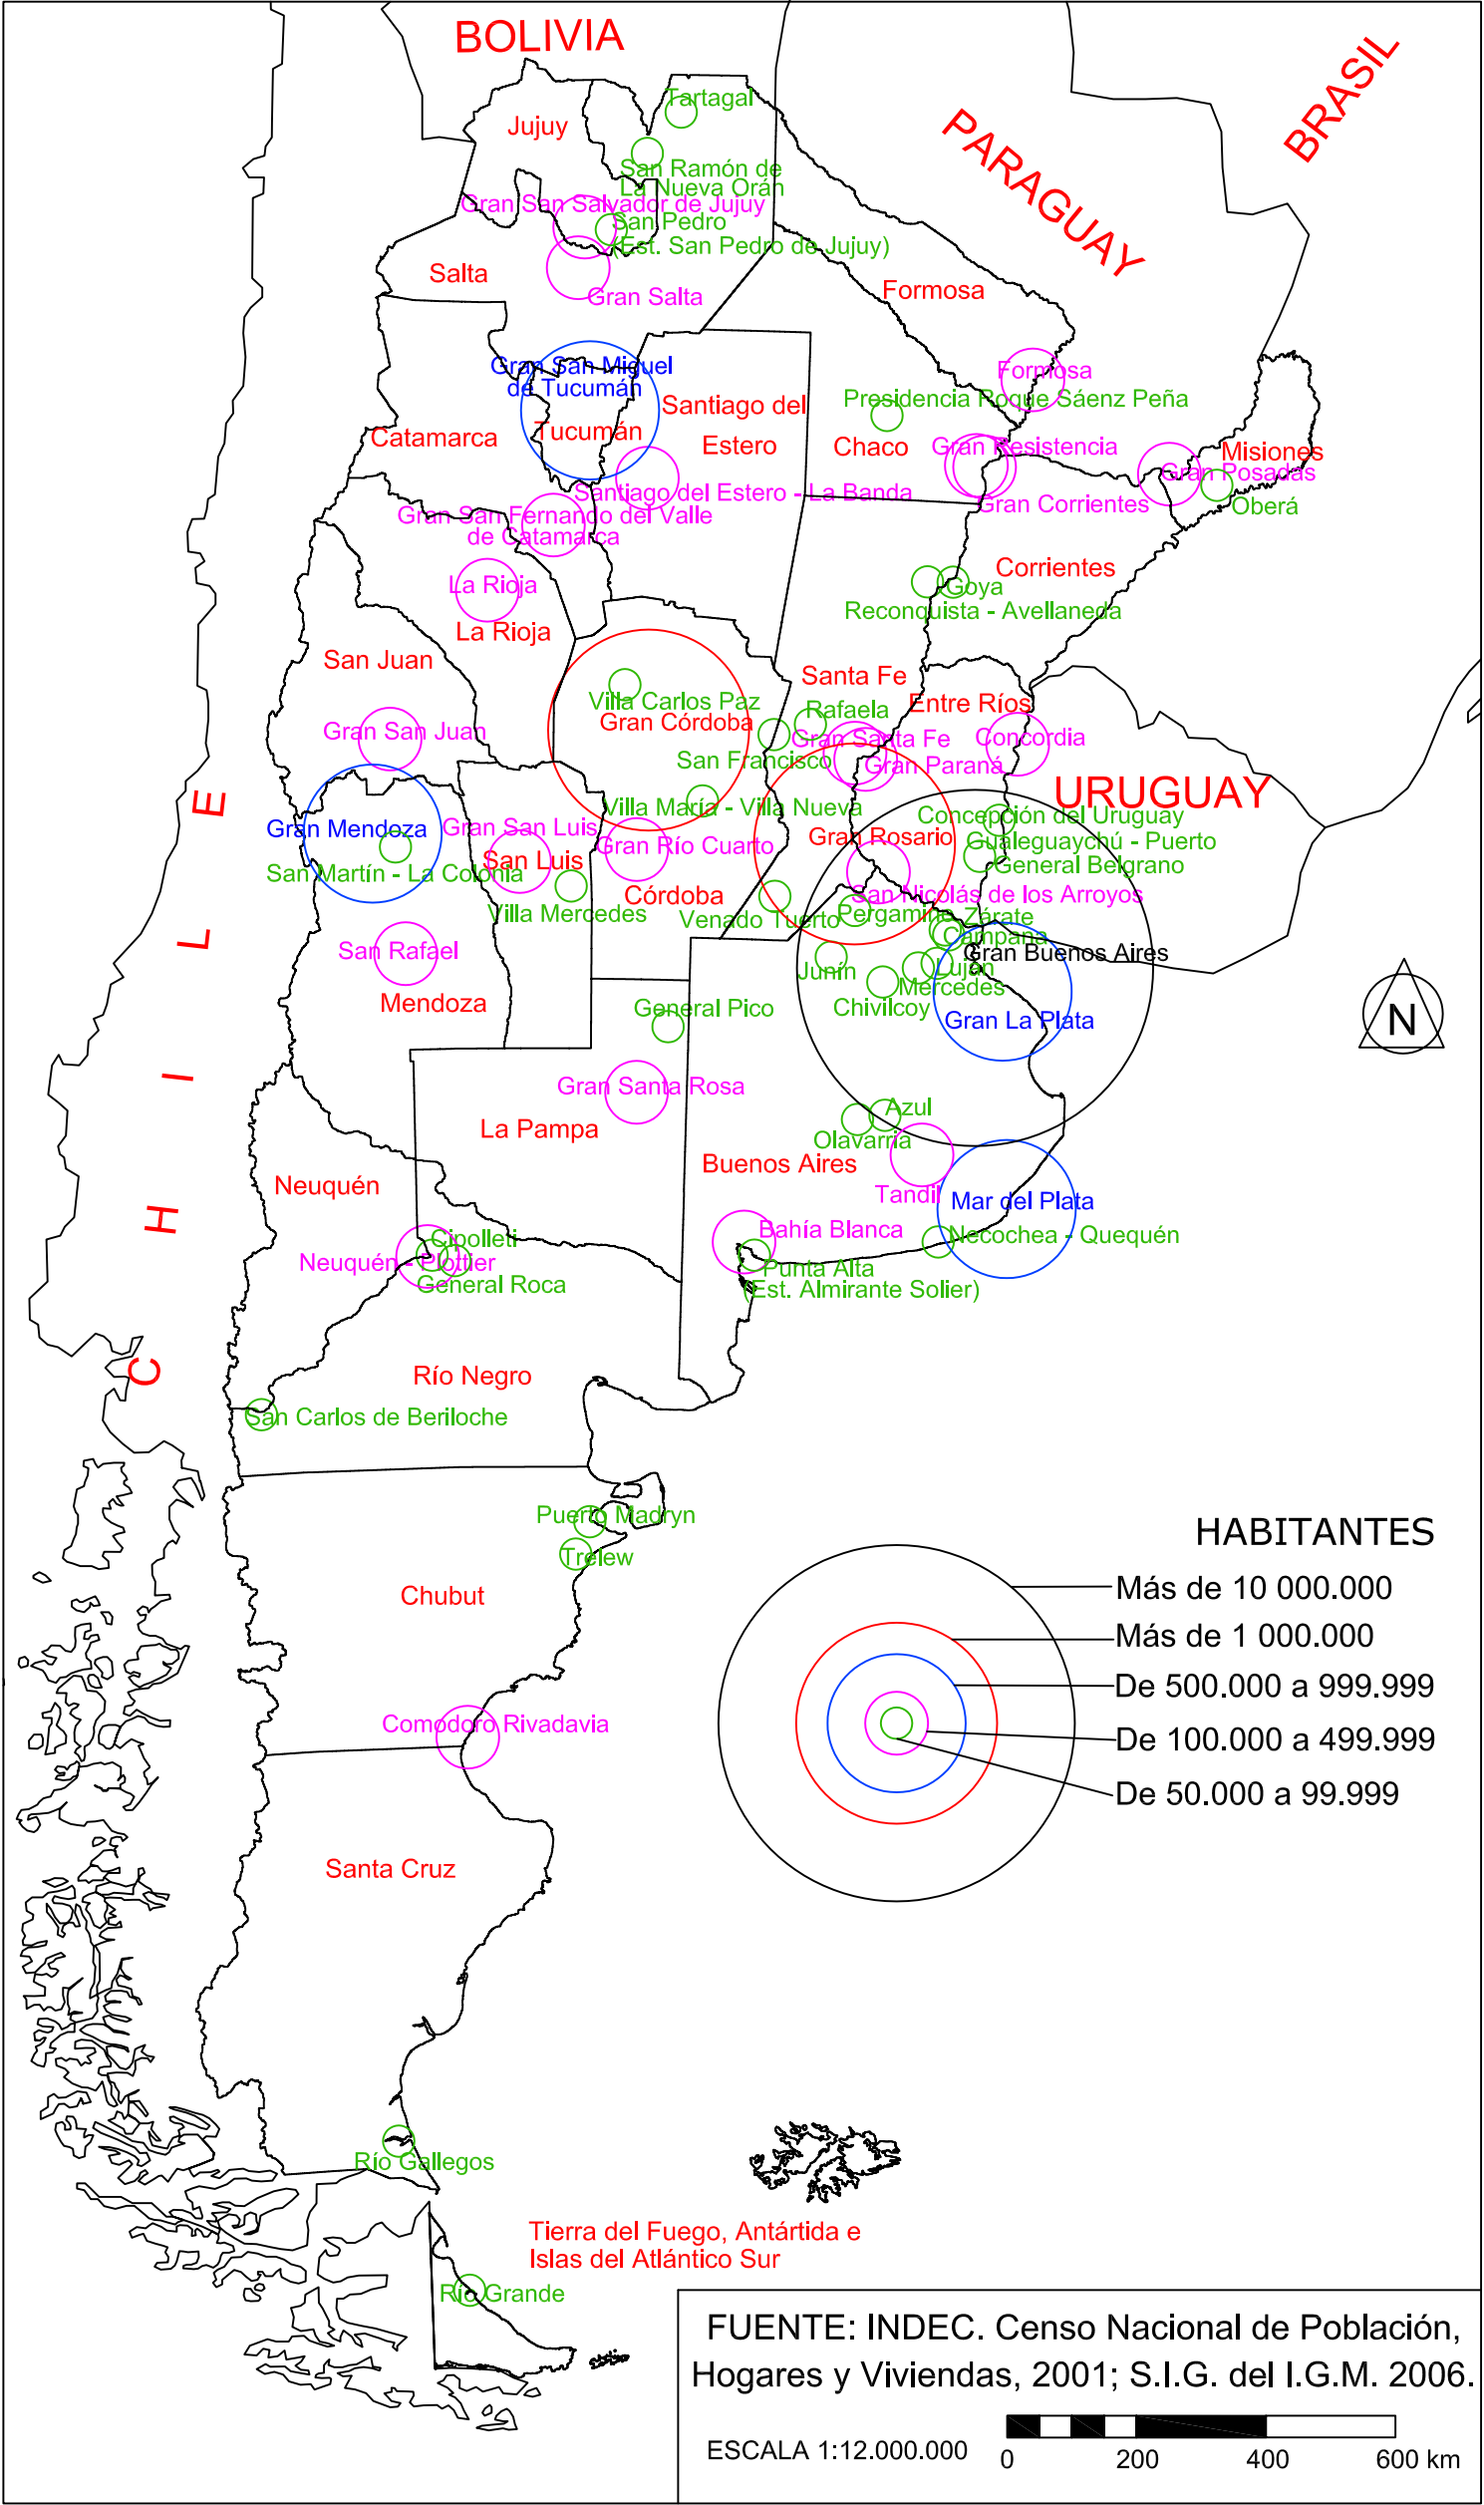 BOLIVIA
BRASIL
PARAGUAY
Tartagal
Jujuy
San Ramón de
La Nueva Orán
Gran San Salvador de Jujuy
San Pedro
(Est. San Pedro de Jujuy)
Salta
Gran Salta
Formosa
Gran San Miguel
de Tucumán
Formosa
Presidencia Roque Sáenz Peña
Santiago del
Estero
Tucumán
Catamarca
Chaco
Gran Resistencia
Misiones
Gran Posadas
Santiago del Estero - La Banda
Gran Corrientes
Oberá
Gran San Fernando del Valle
de Catamarca
Corrientes
La Rioja
Goya
Reconquista - Avellaneda
La Rioja
San Juan
Santa Fe
Villa Carlos Paz
Entre Ríos
Rafaela
Gran Córdoba
Gran San Juan
Gran Santa Fe
Concordia
San Francisco
Gran Paraná
URUGUAY
CHILE
Villa María - Villa Nueva
Concepción del Uruguay
Gran Mendoza
Gran San Luis
Gran Rosario
Gualeguaychú - Puerto
General Belgrano
Gran Río Cuarto
San Luis
San Martín - La Colonia
Córdoba
San Nicolás de los Arroyos
Villa Mercedes
Venado Tuerto
Pergamino
Zárate
Campana
San Rafael
Gran Buenos Aires
Junín
Luján
Mercedes
Mendoza
General Pico
Chivilcoy
Gran La Plata
N
Gran Santa Rosa
La Pampa
Azul
Olavarria
Buenos Aires
Neuquén
Tandil
Mar del Plata
Bahía Blanca
Necochea - Quequén
Cipolleti
Neuquén - Plottier
General Roca
Punta Alta
(Est. Almirante Solier)
Río Negro
San Carlos de Beriloche
Puerto Madryn
Trelew
Chubut
HABITANTES
Más de 10 000.000
Más de 1 000.000
De 500.000 a 999.999
De 100.000 a 499.999
De 50.000 a 99.999
Comodoro Rivadavia
Santa Cruz
Río Gallegos
Tierra del Fuego, Antártida e
Islas del Atlántico Sur
Río Grande
FUENTE: INDEC. Censo Nacional de Población,
Hogares y Viviendas, 2001; S.I.G. del I.G.M. 2006.
ESCALA 1:12.000.000
0 200 400 600 km